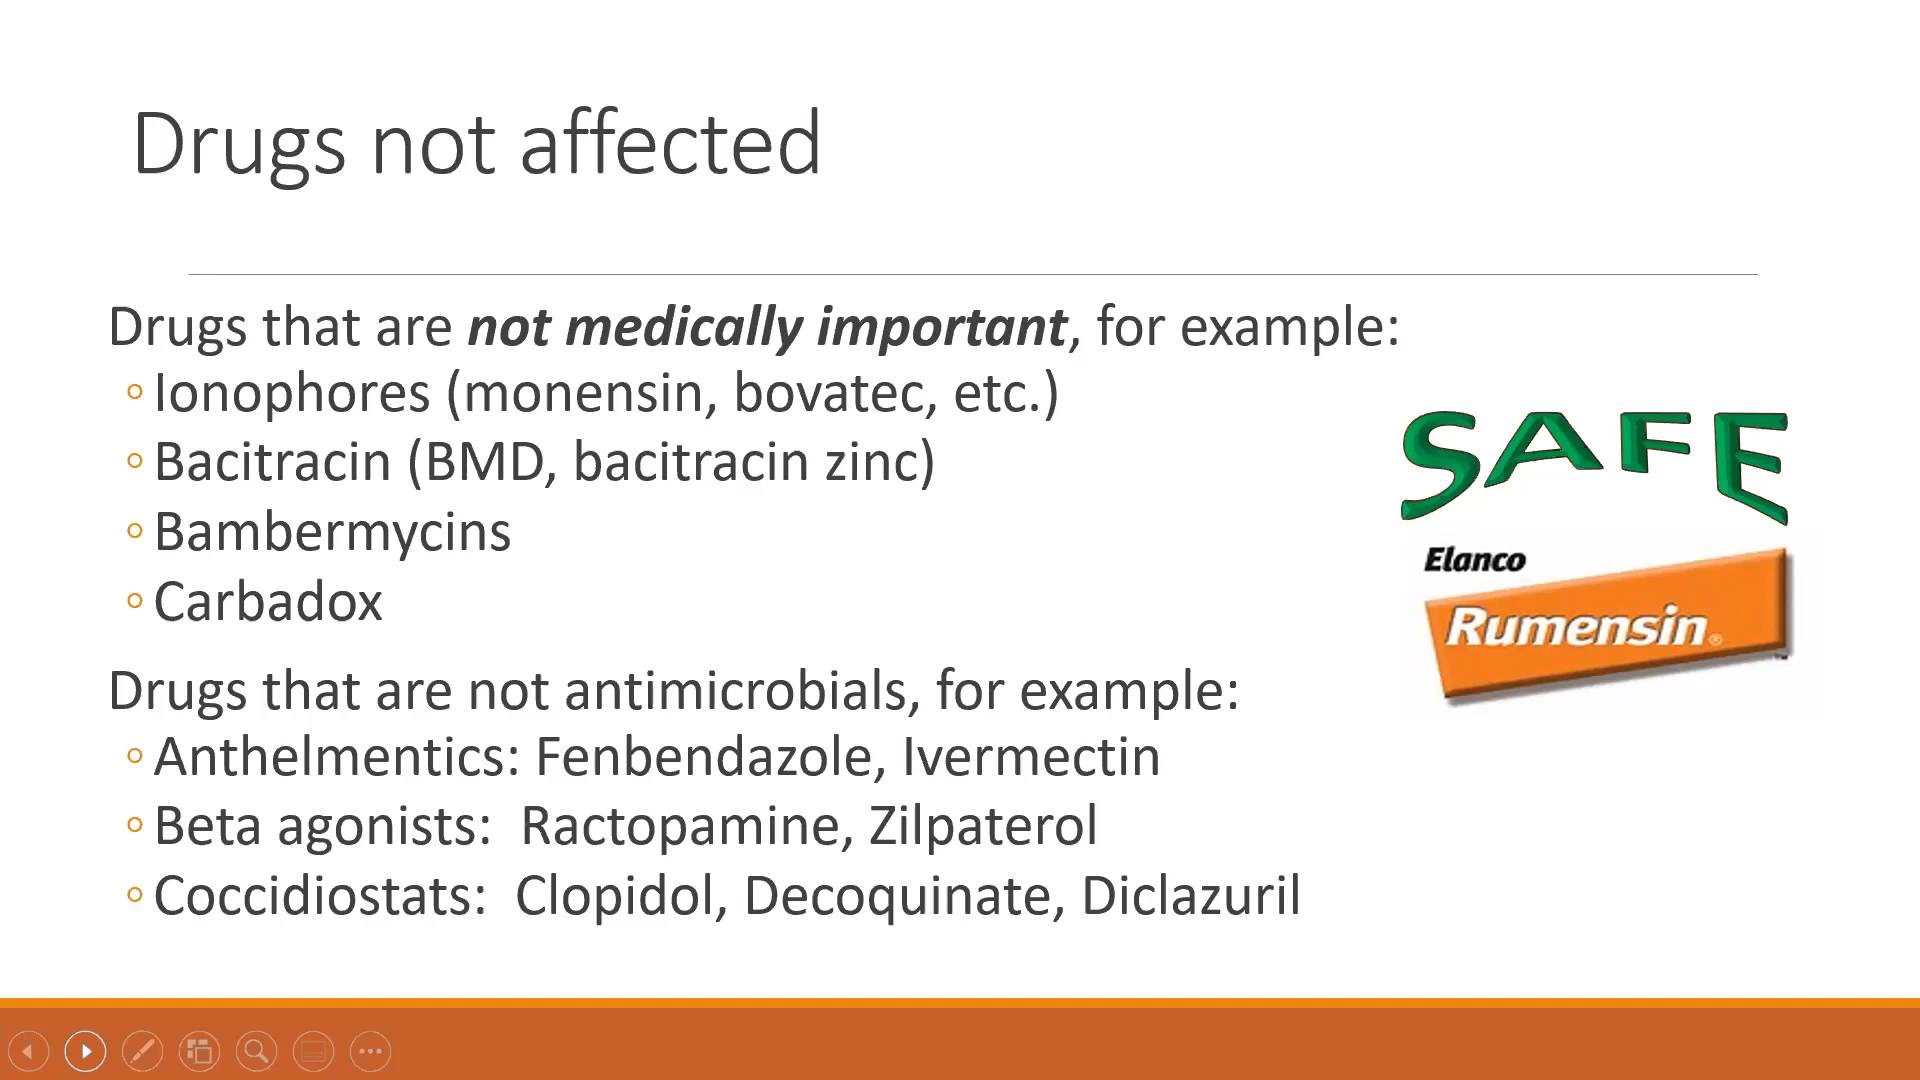 Drugs not affected
Drugs that are not medically important, for example:
◦Ionophores (monensin, bovatec, etc.)
◦Bacitracin (BMD, bacitracin zinc)
◦Bambermycins
◦Carbadox
Drugs that are not antimicrobials, for example:
◦Anthelmentics: Fenbendazole, Ivermectin
◦Beta agonists:  Ractopamine, Zilpaterol
◦Coccidiostats:  Clopidol, Decoquinate, Diclazuril
SAFE
Elanco
Rumensin®